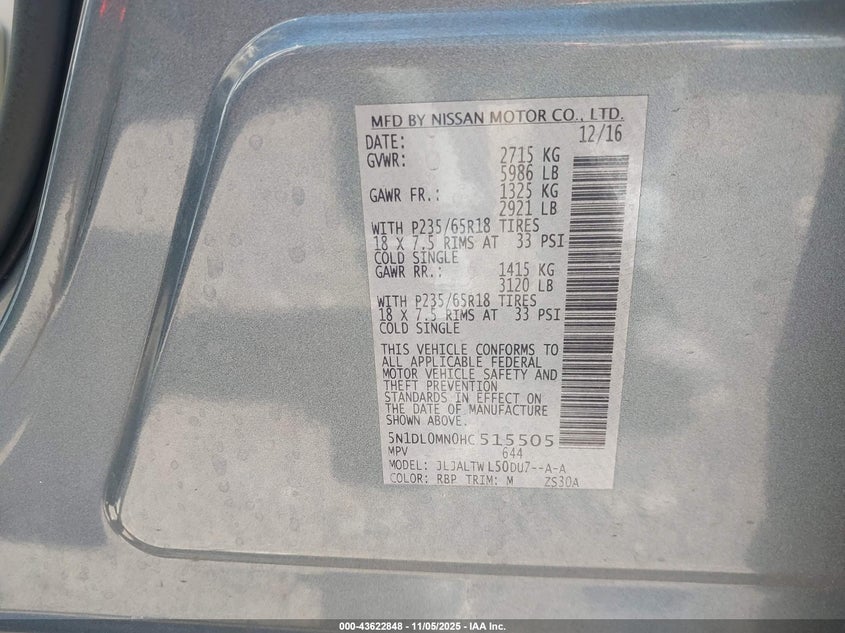 MFD BY NISSAN MOTOR CO., LTD.
DATE: 12/16
GVWR: 2715 KG
5986 LB
GAWR FR.: 1325 KG
2921 LB
WITH P235/65R18 TIRES
18 X 7.5 RIMS AT 33 PSI
COLD SINGLE
GAWR RR.: 1415 KG
3120 LB
WITH P235/65R18 TIRES
18 X 7.5 RIMS AT 33 PSI
COLD SINGLE
THIS VEHICLE CONFORMS TO
ALL APPLICABLE FEDERAL
MOTOR VEHICLE SAFETY AND
THEFT PREVENTION
STANDARDS IN EFFECT ON
THE DATE OF MANUFACTURE
SHOWN ABOVE.
5N1DL0MN0HC515505
MPV 644
MODEL: JLJALTW L50DU7--A-A
COLOR: RBP TRIM: M ZS30A
000-43622848 - 11/05/2025 - IAA Inc.